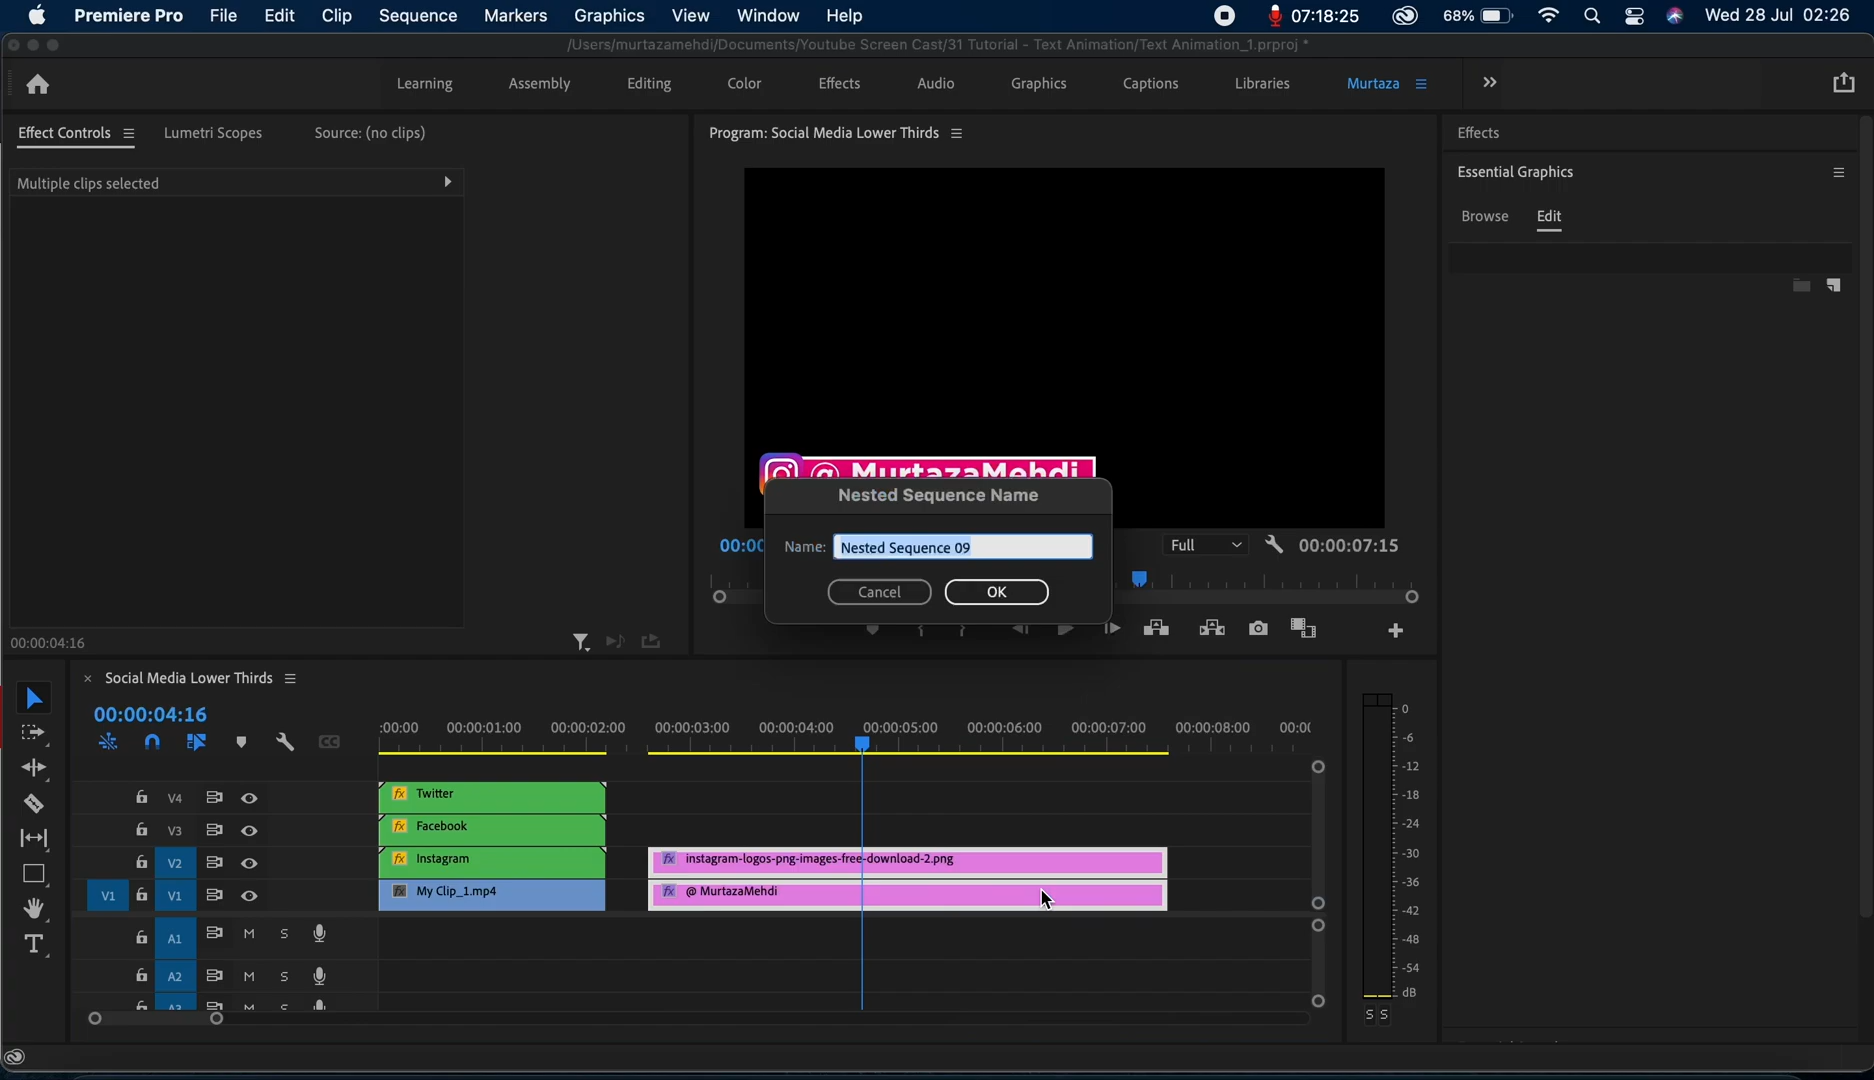 Premiere Pro File Edit Clip Sequence Markers Graphics View Window Help 07:18:25 68% Wed 28 Jul 02:26
/Users/murtazamehdi/Documents/Youtube Screen Cast/31 Tutorial - Text Animation/Text Animation_1.prproj *
Learning Assembly Editing Color Effects Audio Graphics Captions Libraries Murtaza
Effect Controls Lumetri Scopes Source: (no clips) Program: Social Media Lower Thirds Effects
Multiple clips selected
Essential Graphics
Browse Edit
@ MurtazaMehdi
Nested Sequence Name
Name: Nested Sequence 09
Cancel OK
00:00
Full 00:00:07:15
00:00:04:16
Social Media Lower Thirds
00:00:04:16
:00:00 00:00:01:00 00:00:02:00 00:00:03:00 00:00:04:00 00:00:05:00 00:00:06:00 00:00:07:00 00:00:08:00 00:00
CC
V4 fx Twitter
V3 fx Facebook
V2 fx Instagram fx instagram-logos-png-images-free-download-2.png
V1 V1 fx My Clip_1.mp4 fx @ MurtazaMehdi
A1 M S
A2 M S
A3 M S
0
-6
-12
-18
-24
-30
-36
-42
-48
-54
dB
S S